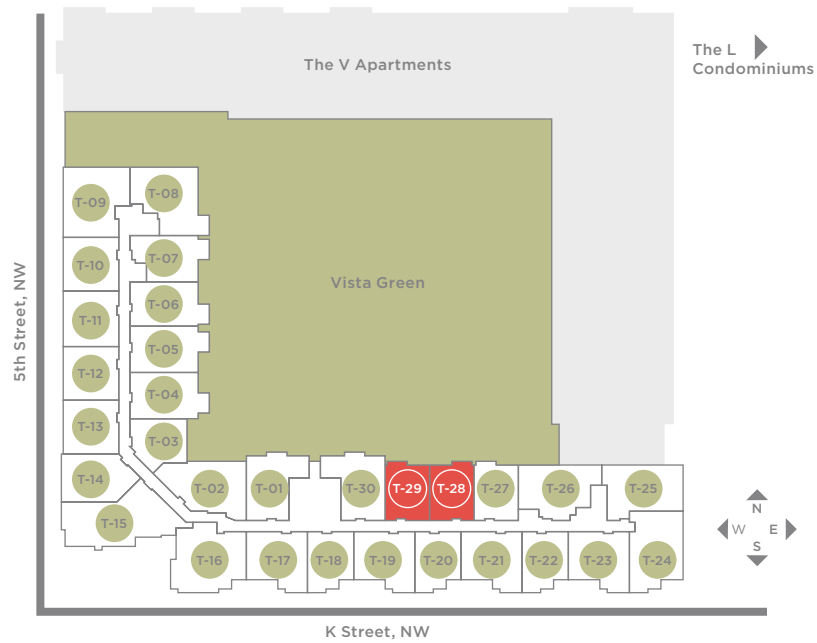 The V Apartments
The L
Condominiums
T-09
T-08
T-07
T-10
Vista Green
T-06
T-11
5th Street, NW
T-05
T-12
T-04
T-13
T-03
T-14
T-02
T-01
T-30
T-29
T-28
T-27
T-26
T-25
T-15
N
W
E
S
T-16
T-17
T-18
T-19
T-20
T-21
T-22
T-23
T-24
K Street, NW